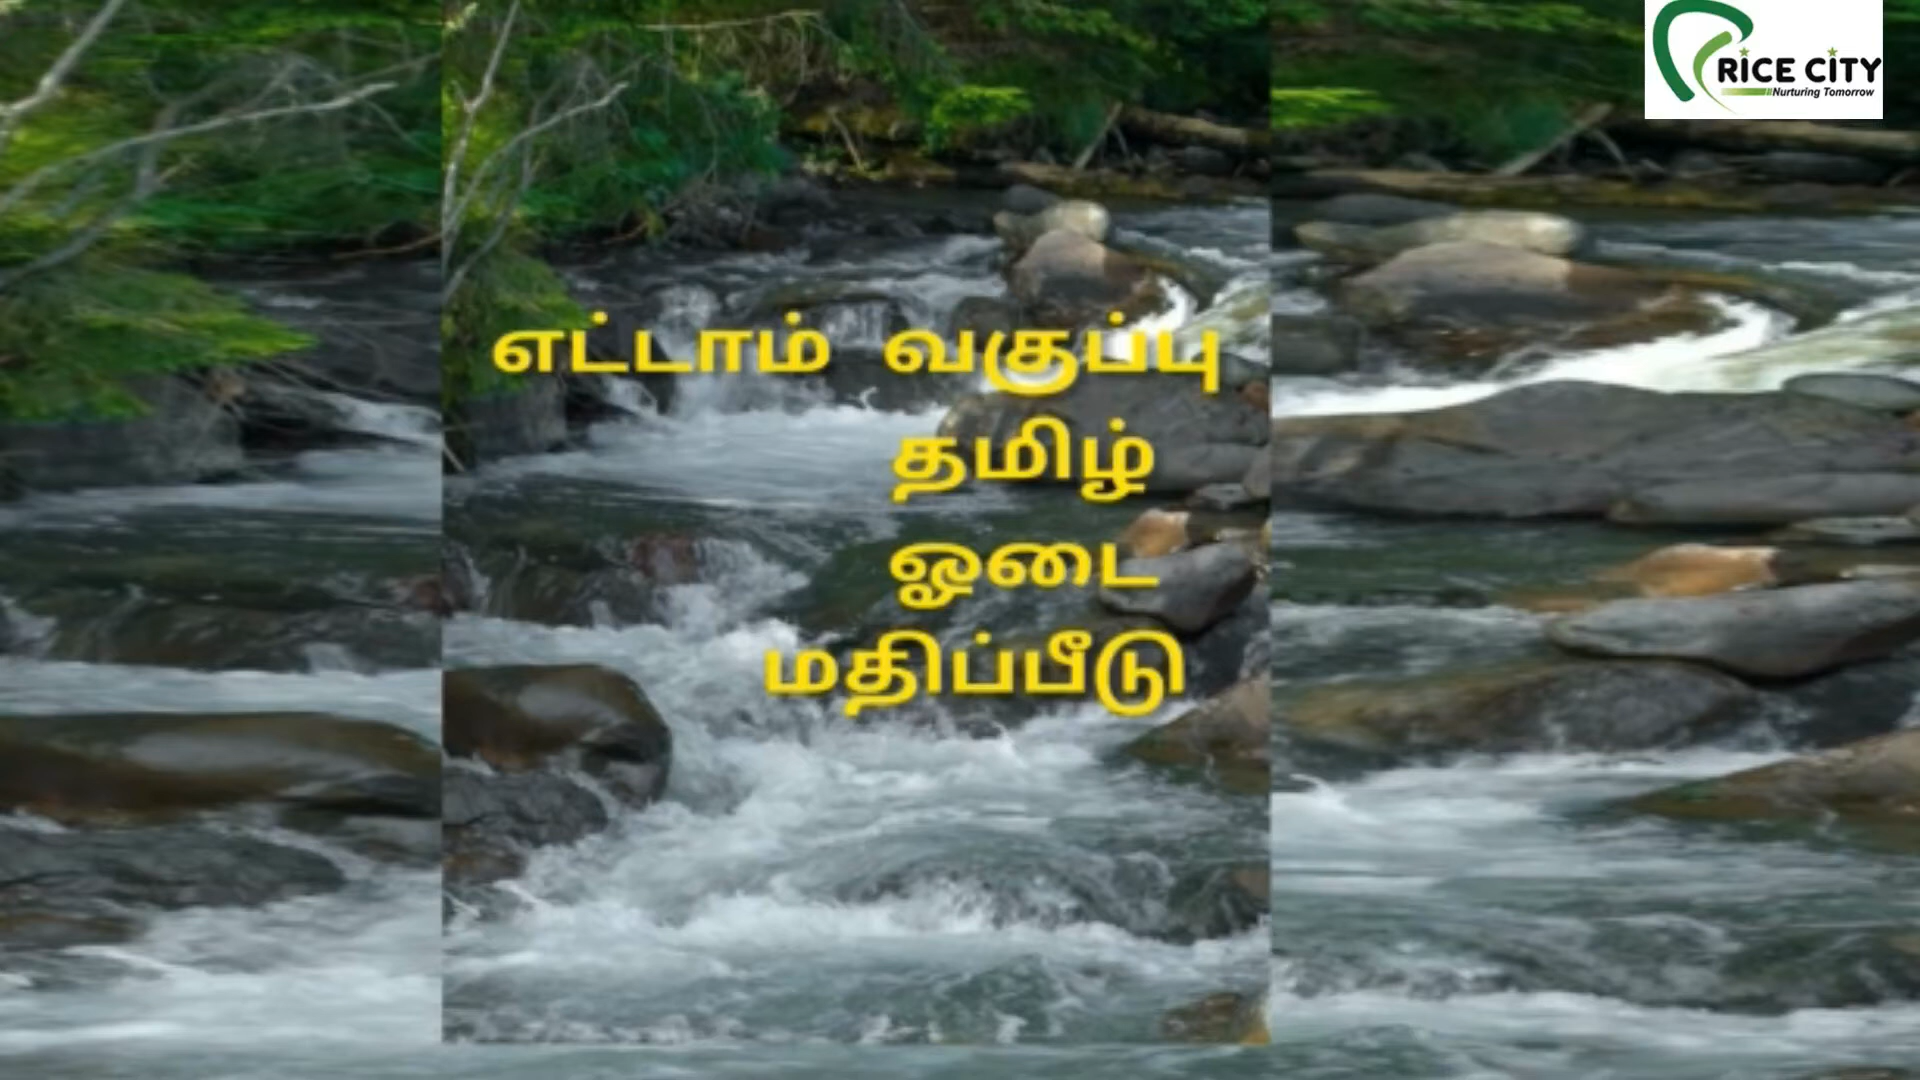 RICE CITY
Nurturing Tomorrow
எட்டாம் வகுப்பு
தமிழ்
ஓடை
மதிப்பீடு